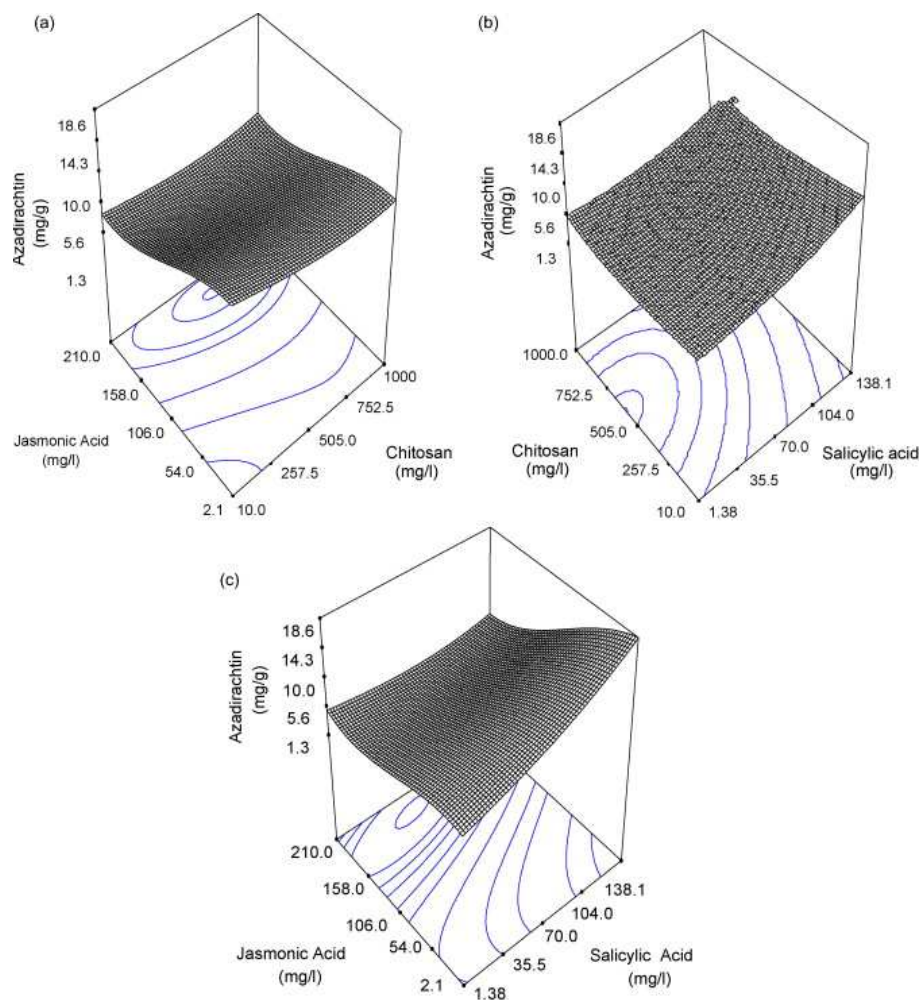 (a)
18.6
14.3
10.0
5.6
1.3
Azadirachtin
(mg/g)
210.0
158.0
106.0
54.0
2.1
Jasmonic Acid
(mg/l)
10.0
257.5
505.0
752.5
1000
Chitosan
(mg/l)
(b)
18.6
14.3
10.0
5.6
1.3
Azadirachtin
(mg/g)
1000.0
752.5
505.0
257.5
10.0
Chitosan
(mg/l)
1.38
35.5
70.0
104.0
138.1
Salicylic acid
(mg/l)
(c)
18.6
14.3
10.0
5.6
1.3
Azadirachtin
(mg/g)
210.0
158.0
106.0
54.0
2.1
Jasmonic Acid
(mg/l)
1.38
35.5
70.0
104.0
138.1
Salicylic Acid
(mg/l)